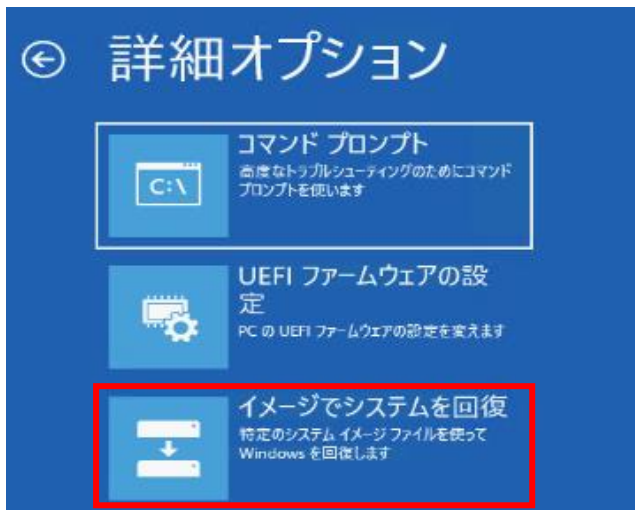 詳細オプション
コマンド プロンプト
C:\
高度なトラブルシューティングのためにコマンド
プロンプトを使います
UEFI ファームウェアの設
定
PC の UEFI ファームウェアの設定を変えます
イメージでシステムを回復
特定のシステム イメージ ファイルを使って
Windows を回復します